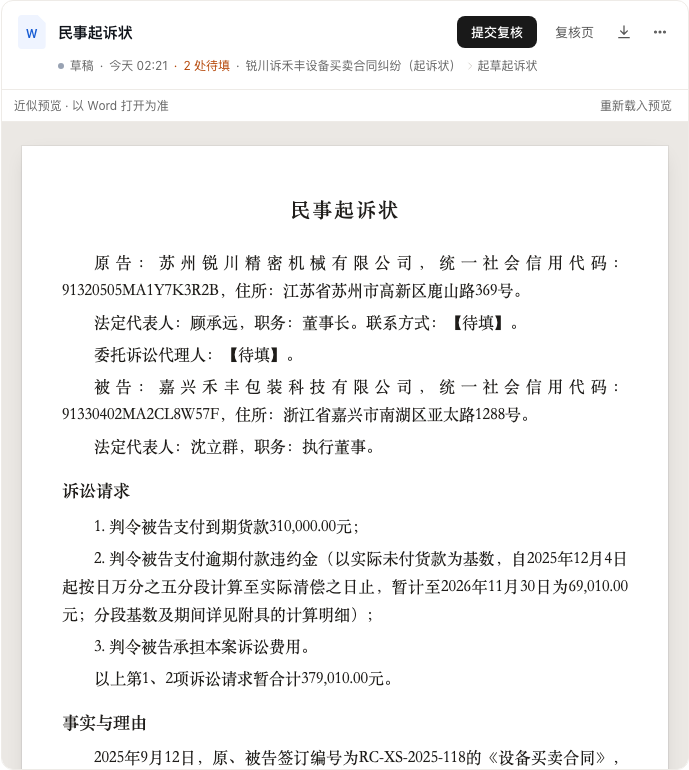 W
民事起诉状
提交复核
复核页
草稿 · 今天 02:21 · 2 处待填 · 锐川诉禾丰设备买卖合同纠纷（起诉状） › 起草起诉状
近似预览 · 以 Word 打开为准
重新载入预览
民事起诉状
原告：苏州锐川精密机械有限公司，统一社会信用代码：
91320505MA1Y7K3R2B，住所：江苏省苏州市高新区鹿山路369号。
法定代表人：顾承远，职务：董事长。联系方式：【待填】。
委托诉讼代理人：【待填】。
被告：嘉兴禾丰包装科技有限公司，统一社会信用代码：
91330402MA2CL8W57F，住所：浙江省嘉兴市南湖区亚太路1288号。
法定代表人：沈立群，职务：执行董事。
诉讼请求
1. 判令被告支付到期货款310,000.00元；
2. 判令被告支付逾期付款违约金（以实际未付货款为基数，自2025年12月4日
起按日万分之五分段计算至实际清偿之日止，暂计至2026年11月30日为69,010.00
元；分段基数及期间详见附具的计算明细）；
3. 判令被告承担本案诉讼费用。
以上第1、2项诉讼请求暂合计379,010.00元。
事实与理由
2025年9月12日，原、被告签订编号为RC-XS-2025-118的《设备买卖合同》，